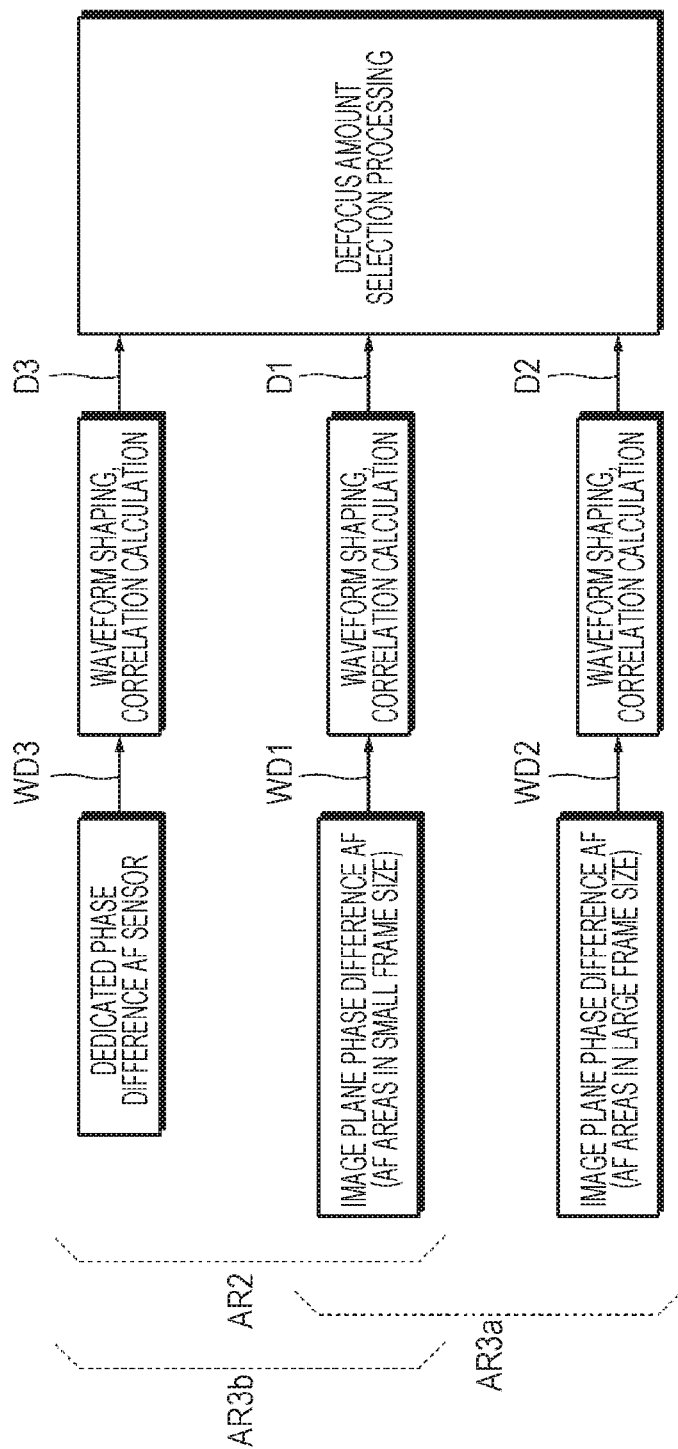 AR3b
AR2
AR3a
DEDICATED PHASE
DIFFERENCE AF SENSOR
WD3
WAVEFORM SHAPING,
CORRELATION CALCULATION
D3
IMAGE PLANE PHASE DIFFERENCE AF
(AF AREAS IN SMALL FRAME SIZE)
WD1
WAVEFORM SHAPING,
CORRELATION CALCULATION
D1
IMAGE PLANE PHASE DIFFERENCE AF
(AF AREAS IN LARGE FRAME SIZE)
WD2
WAVEFORM SHAPING,
CORRELATION CALCULATION
D2
DEFOCUS AMOUNT
SELECTION PROCESSING